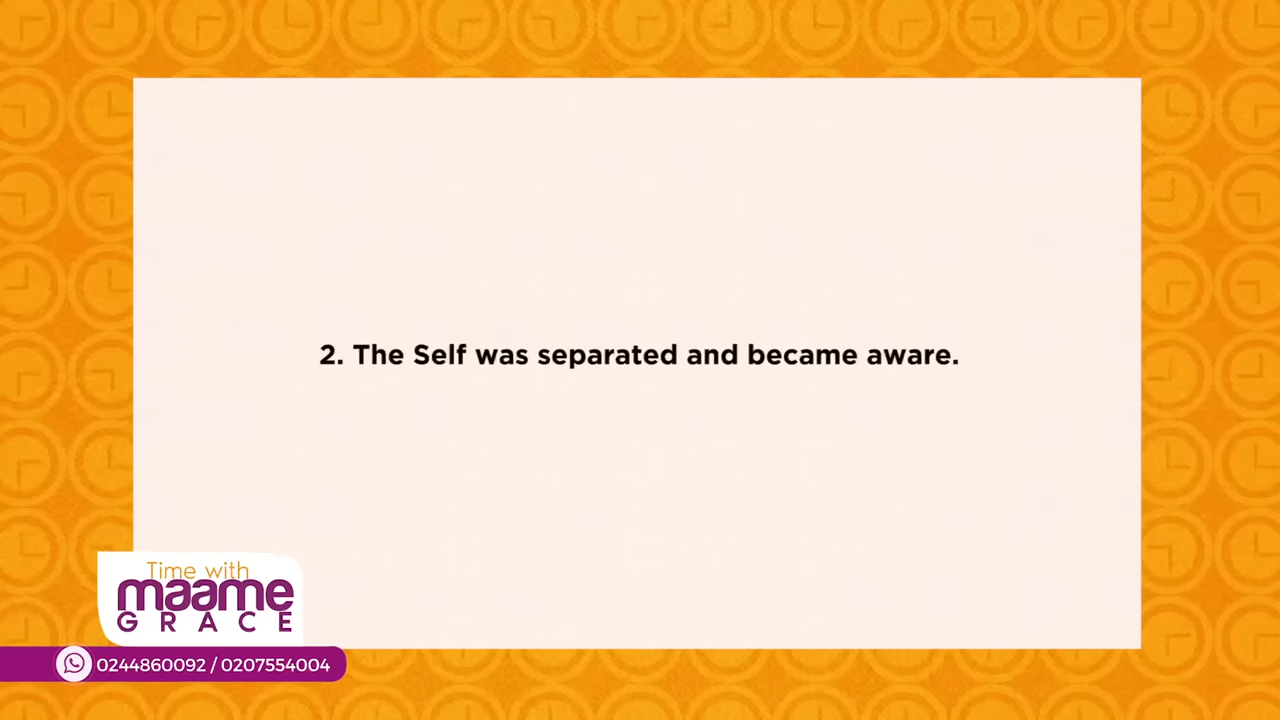 2. The Self was separated and became aware.
Time with
maame
GRACE
0244860092 / 0207554004